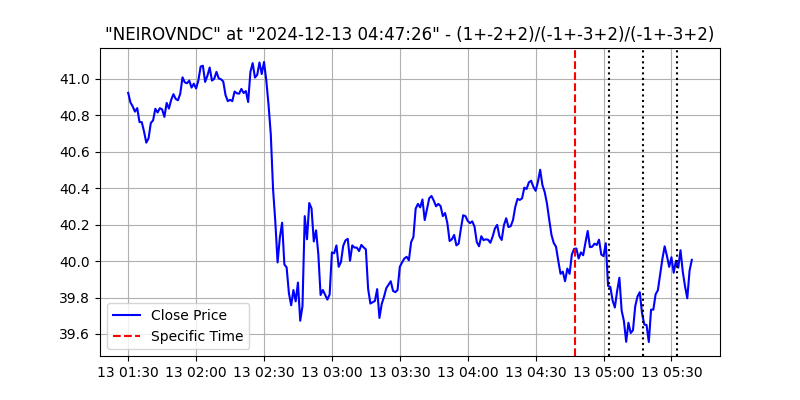 "NEIROVNDC" at "2024-12-13 04:47:26" - (1+-2+2)/(-1+-3+2)/(-1+-3+2)
41.0
40.8
40.6
40.4
40.2
40.0
39.8
39.6
Close Price
Specific Time
13 01:30 13 02:00 13 02:30 13 03:00 13 03:30 13 04:00 13 04:30 13 05:00 13 05:30